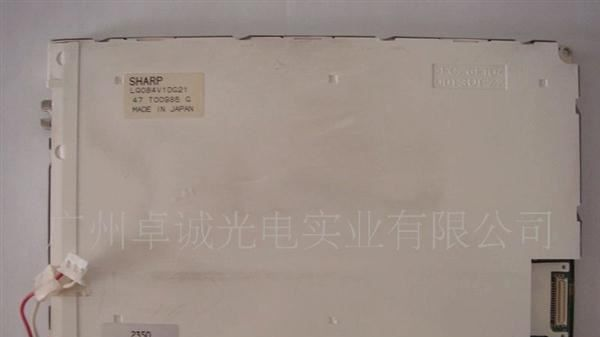 SHARP
LQ084V1DG21
47 T00985 G
MADE IN JAPAN
广州卓诚光电实业有限公司
2350